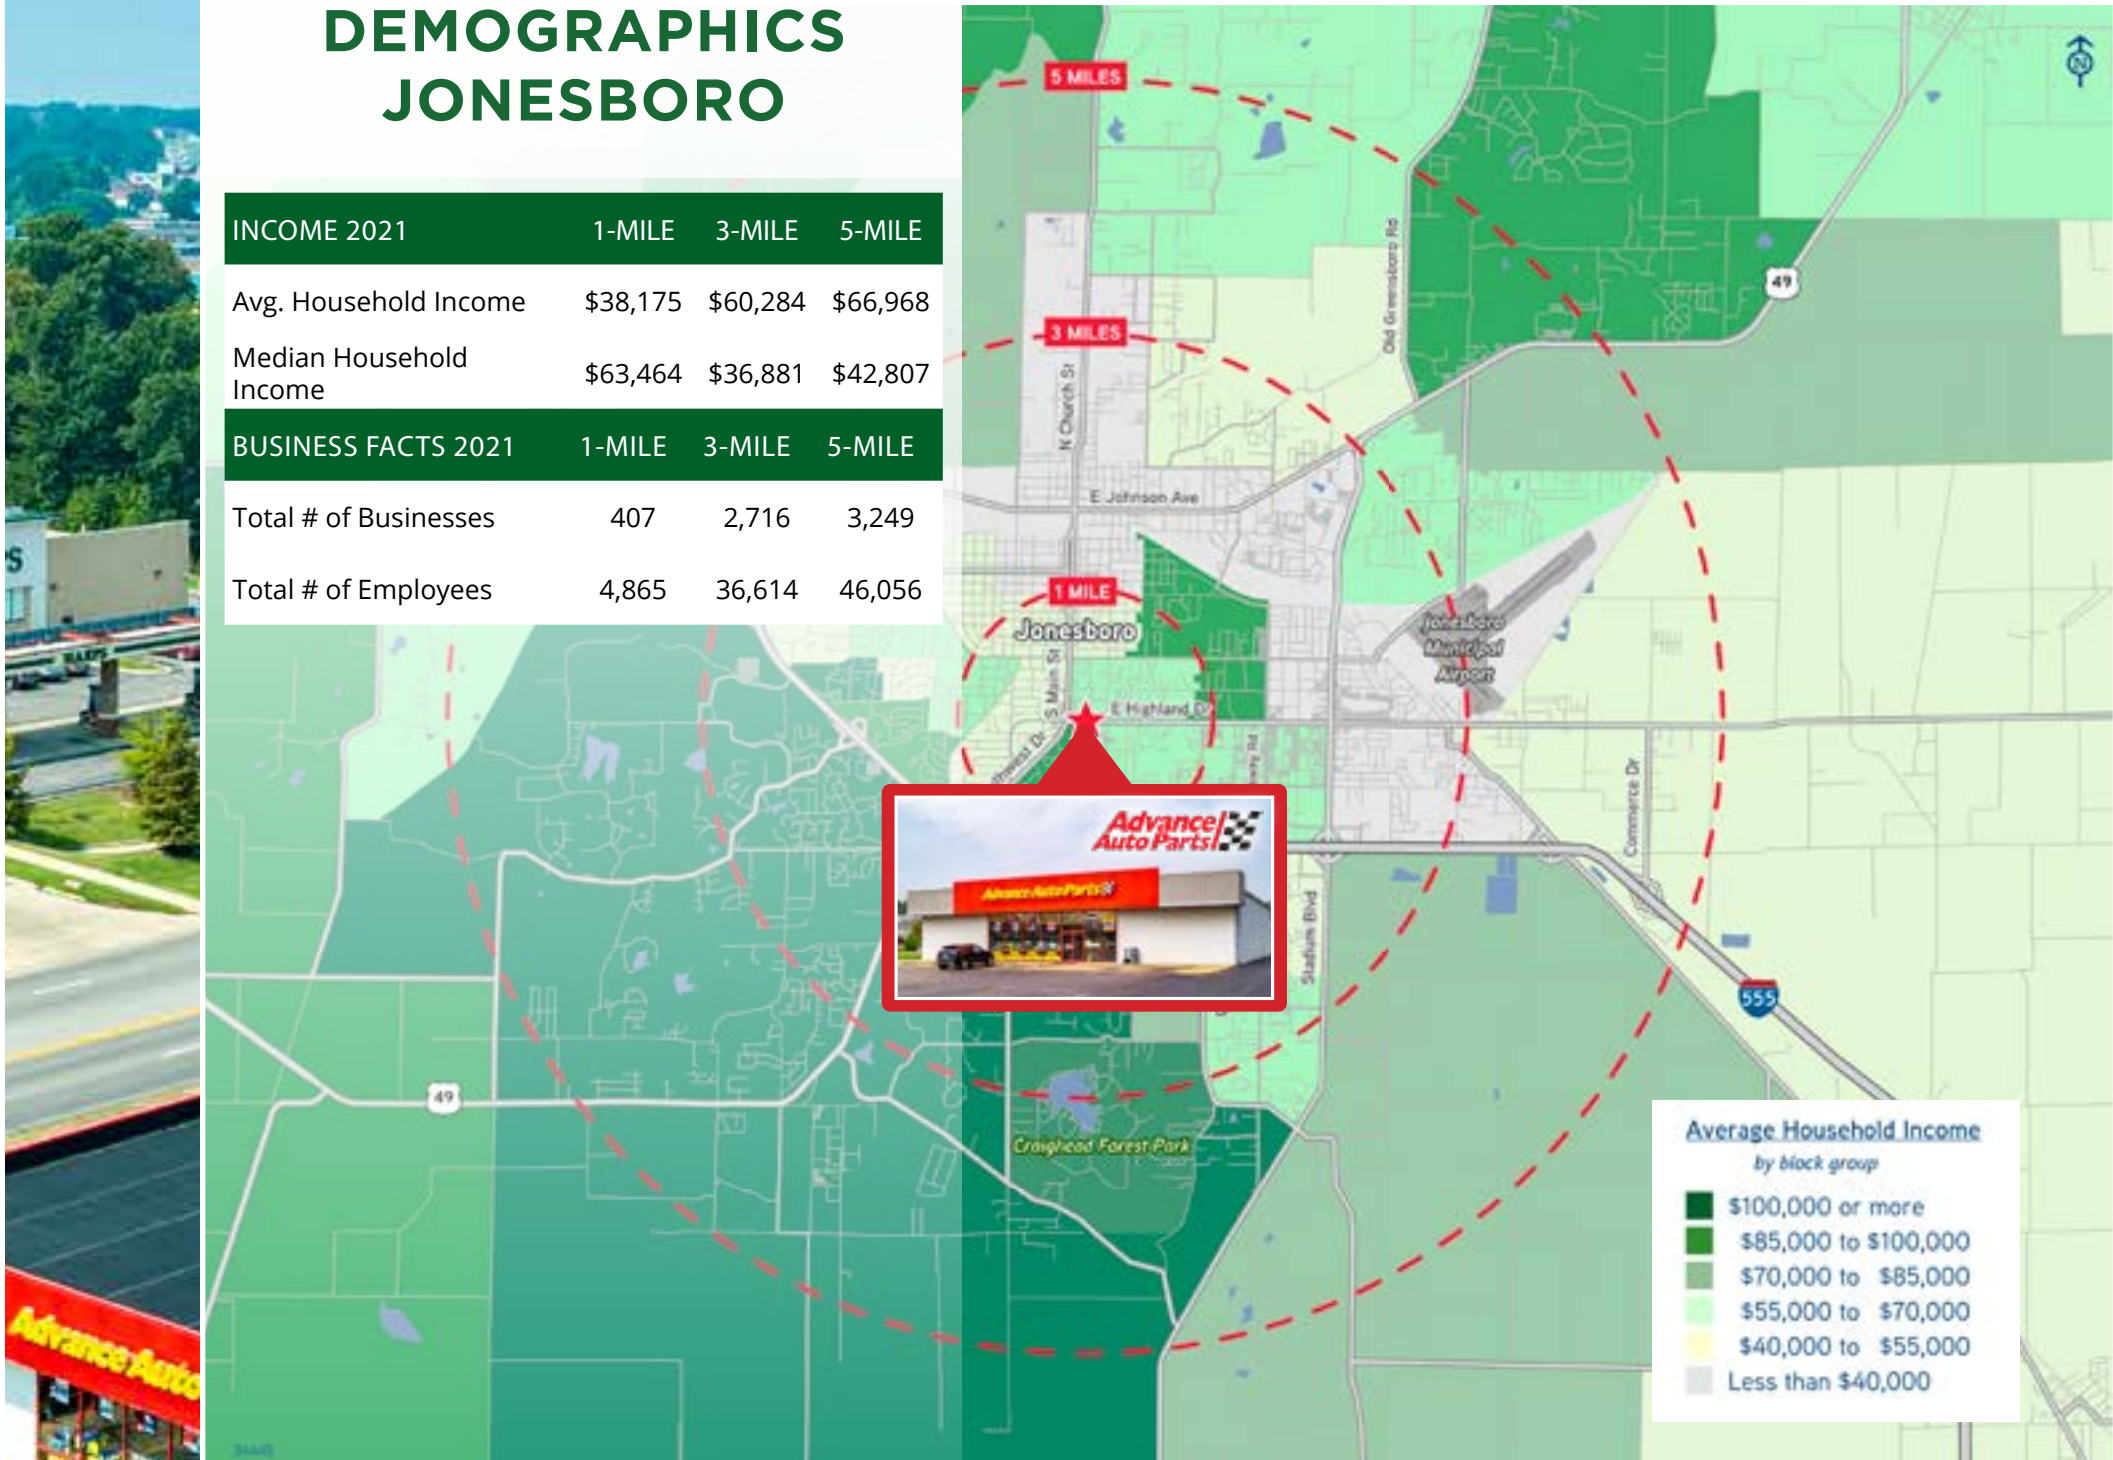 DEMOGRAPHICS
JONESBORO
INCOME 2021 1-MILE 3-MILE 5-MILE
Avg. Household Income $38,175 $60,284 $66,968
Median Household
Income $63,464 $36,881 $42,807
BUSINESS FACTS 2021 1-MILE 3-MILE 5-MILE
Total # of Businesses 407 2,716 3,249
Total # of Employees 4,865 36,614 46,056
N
5 MILES
49
Old Greensboro Rd
3 MILES
N Church St
E Johnson Ave
1 MILE
Jonesboro
Jonesboro
Municipal
Airport
S Main St
E Highland Dr
Commerce Dr
Advance
Auto Parts
Advance Auto Parts
Stadium Blvd
555
49
Craighead Forest Park
Average Household Income
by block group
$100,000 or more
$85,000 to $100,000
$70,000 to $85,000
$55,000 to $70,000
$40,000 to $55,000
Less than $40,000
Advance Auto